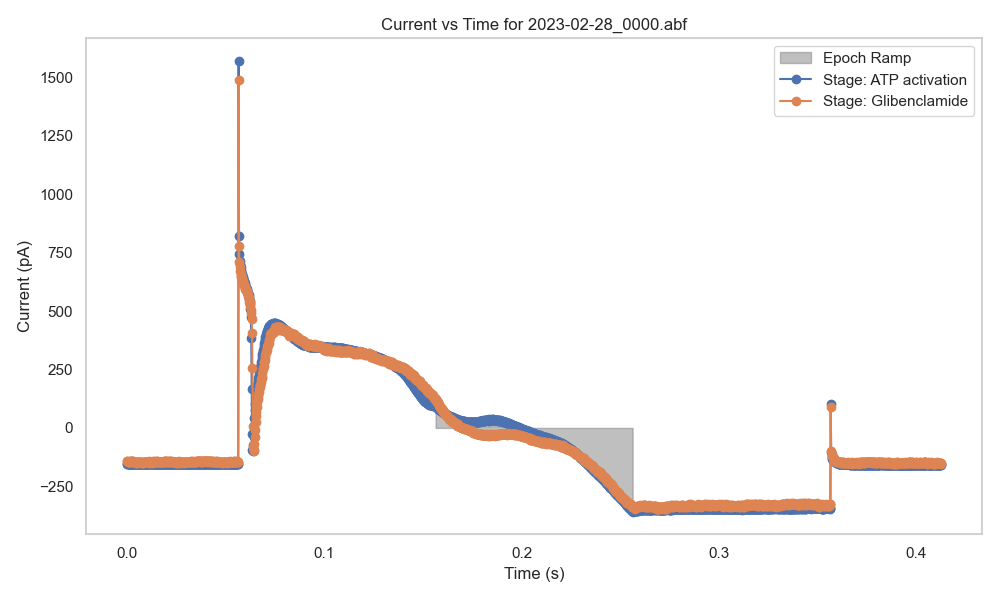 Current vs Time for 2023-02-28_0000.abf
Epoch Ramp
Stage: ATP activation
Stage: Glibenclamide
Current (pA)
1500
1250
1000
750
500
250
0
−250
0.0
0.1
0.2
0.3
0.4
Time (s)